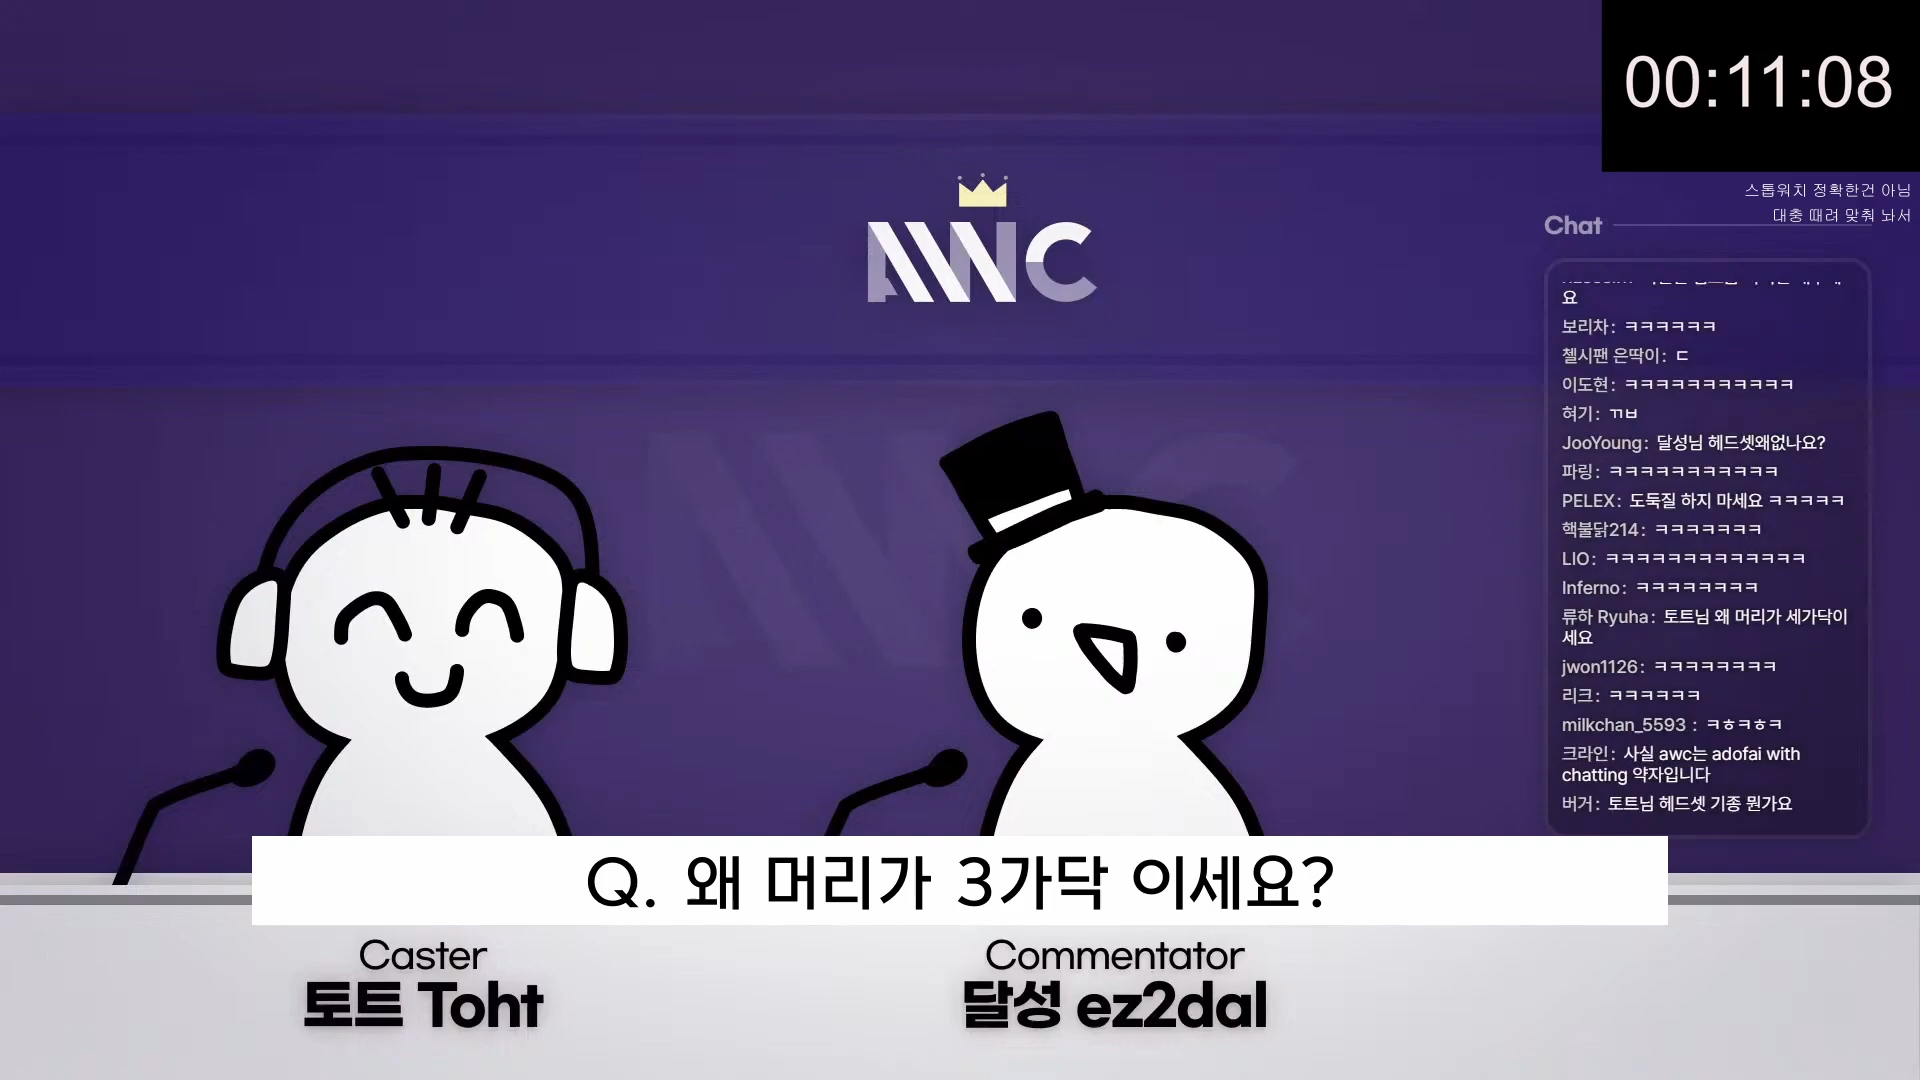 00:11:08
스톱워치 정확한건 아님
대충 때려 맞춰 놔서
AWC
Chat
요
보리차: ㅋㅋㅋㅋㅋㅋ
첼시팬 은딱이: ㄷ
이도현: ㅋㅋㅋㅋㅋㅋㅋㅋㅋㅋㅋ
혀기: ㄲㅂ
JooYoung: 달성님 헤드셋왜없나요?
파링: ㅋㅋㅋㅋㅋㅋㅋㅋㅋㅋㅋ
PELEX: 도둑질 하지 마세요 ㅋㅋㅋㅋㅋ
핵불닭214: ㅋㅋㅋㅋㅋㅋㅋ
LIO: ㅋㅋㅋㅋㅋㅋㅋㅋㅋㅋㅋㅋㅋ
Inferno: ㅋㅋㅋㅋㅋㅋㅋㅋ
류하 Ryuha: 토트님 왜 머리가 세가닥이
세요
jwon1126: ㅋㅋㅋㅋㅋㅋㅋㅋ
리크: ㅋㅋㅋㅋㅋㅋ
milkchan_5593 : ㅋㅎㅋㅎㅋ
크라인: 사실 awc는 adofai with
chatting 약자입니다
버거: 토트님 헤드셋 기종 뭔가요
Q. 왜 머리가 3가닥 이세요?
Caster
토트 Toht
Commentator
달성 ez2dal